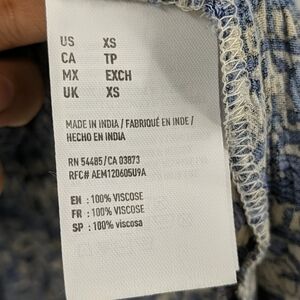 US XS
CA TP
MX EXCH
UK XS
MADE IN INDIA / FABRIQUÉ EN INDE /
HECHO EN INDIA
RN 54485 / CA 03873
RFC# AEM120605U9A
EN : 100% VISCOSE
FR : 100% VISCOSE
SP : 100% viscosa